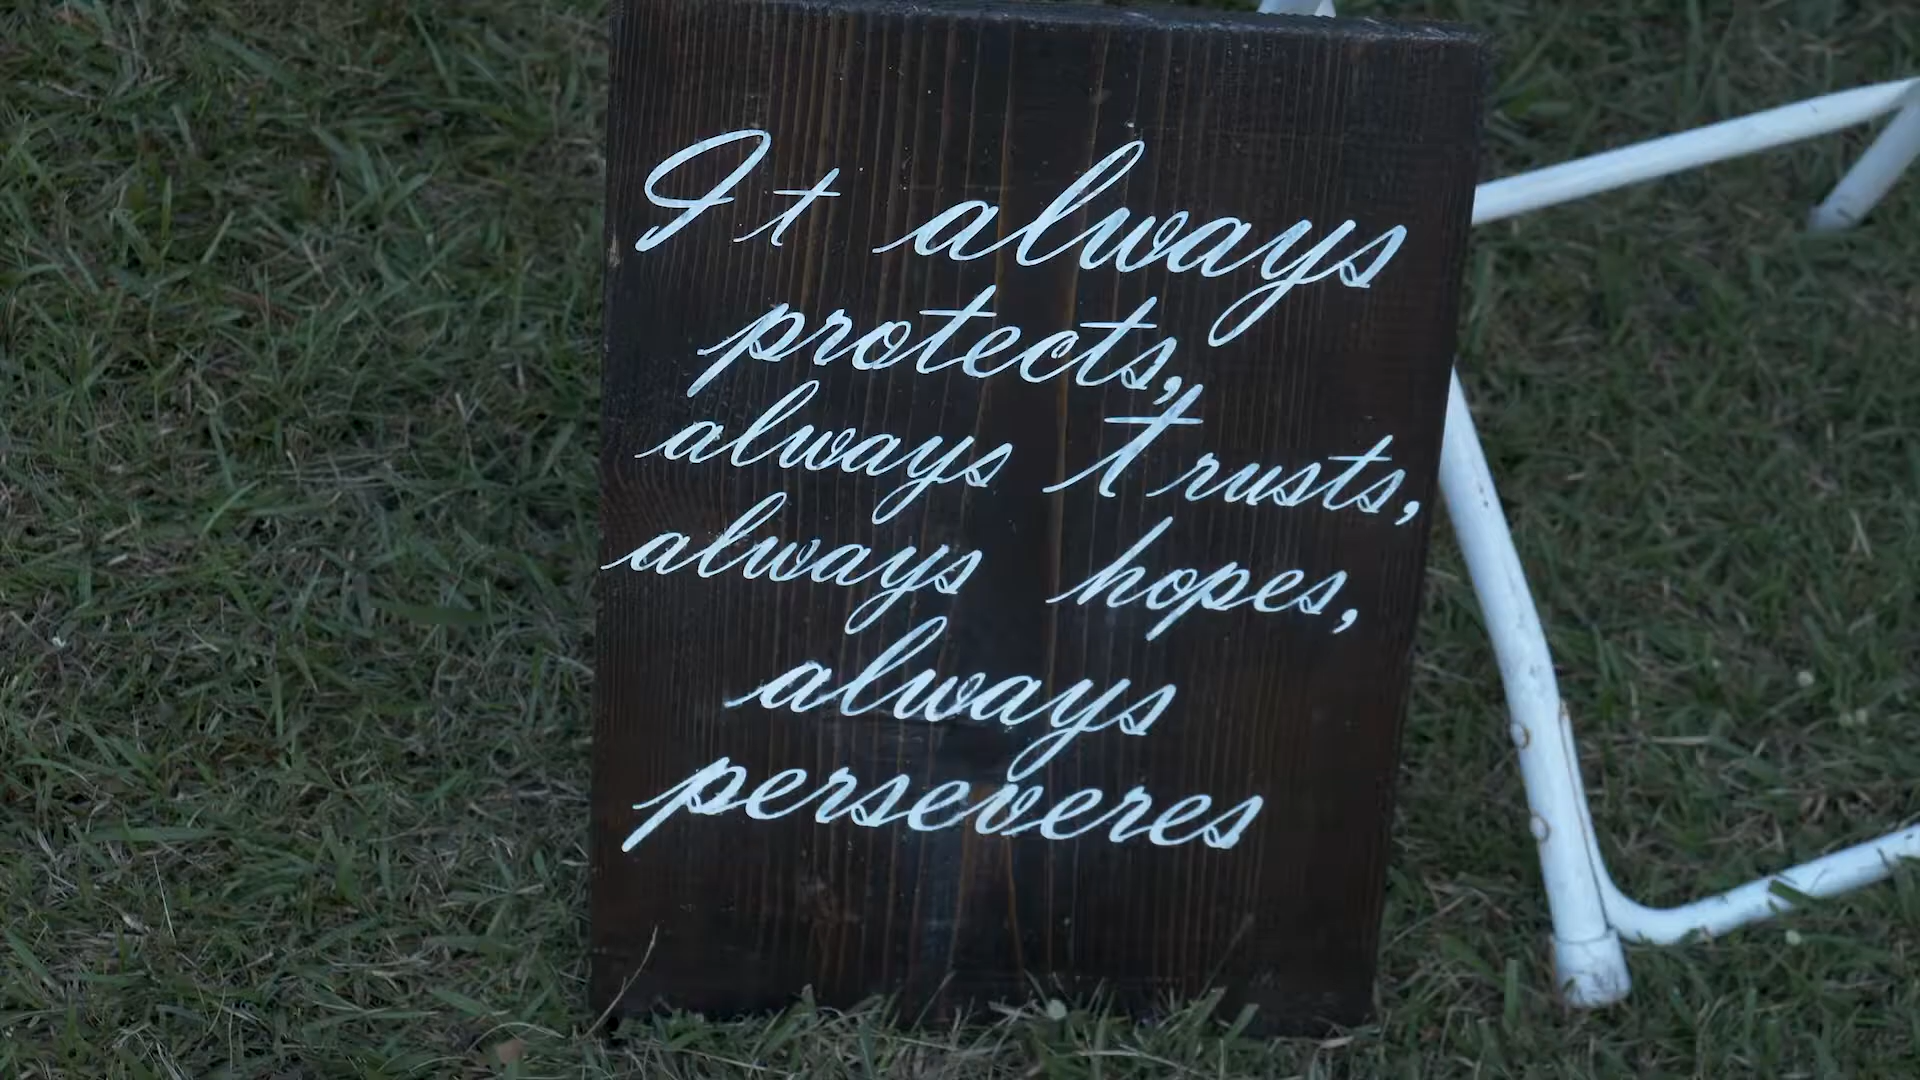 It always
protects,
always trusts,
always hopes,
always
perseveres